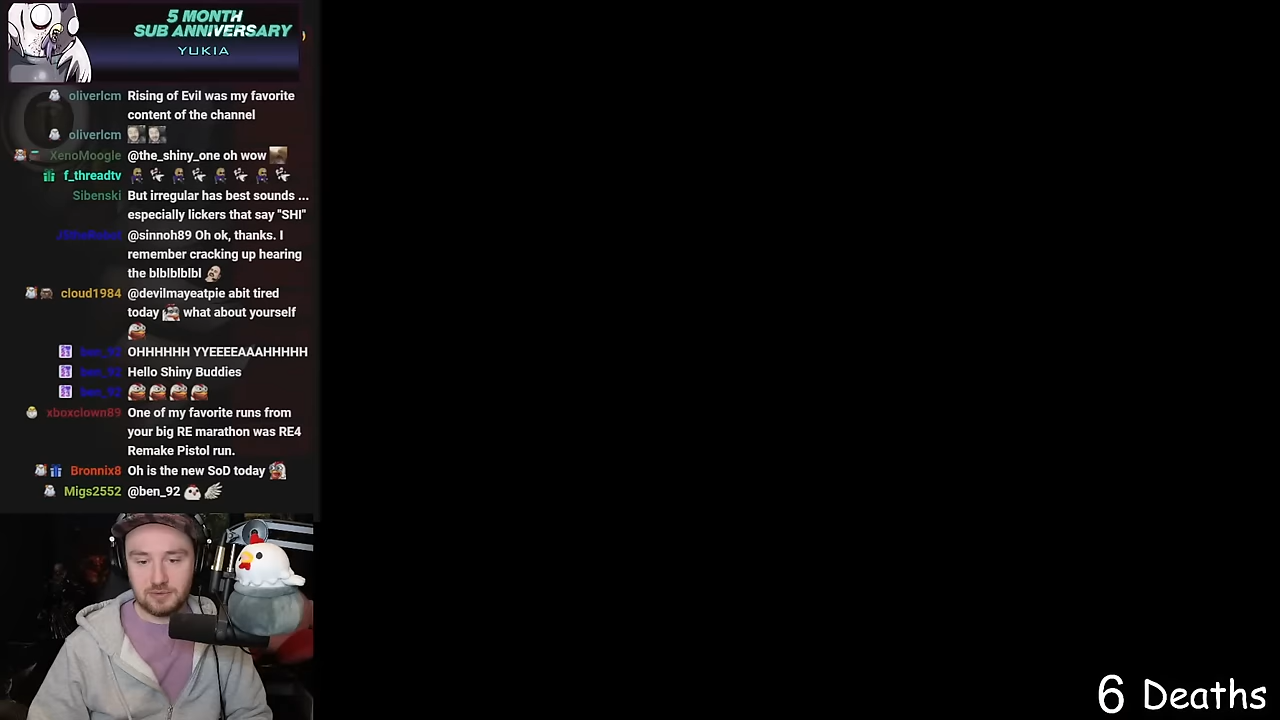 5 MONTH
SUB ANNIVERSARY
YUKIA
oliverlcm Rising of Evil was my favorite
content of the channel
oliverlcm
XenoMoogle @the_shiny_one oh wow
f_threadtv
Sibenski But irregular has best sounds ...
especially lickers that say "SHI"
@sinnoh89 Oh ok, thanks. I
remember cracking up hearing
the blblblblbl
cloud1984 @devilmayeatpie abit tired
today what about yourself
ben_92 OHHHHHH YYEEEEAAAHHHHH
ben_92 Hello Shiny Buddies
ben_92
xboxclown89 One of my favorite runs from
your big RE marathon was RE4
Remake Pistol run.
Bronnix8 Oh is the new SoD today
Migs2552 @ben_92
6 Deaths